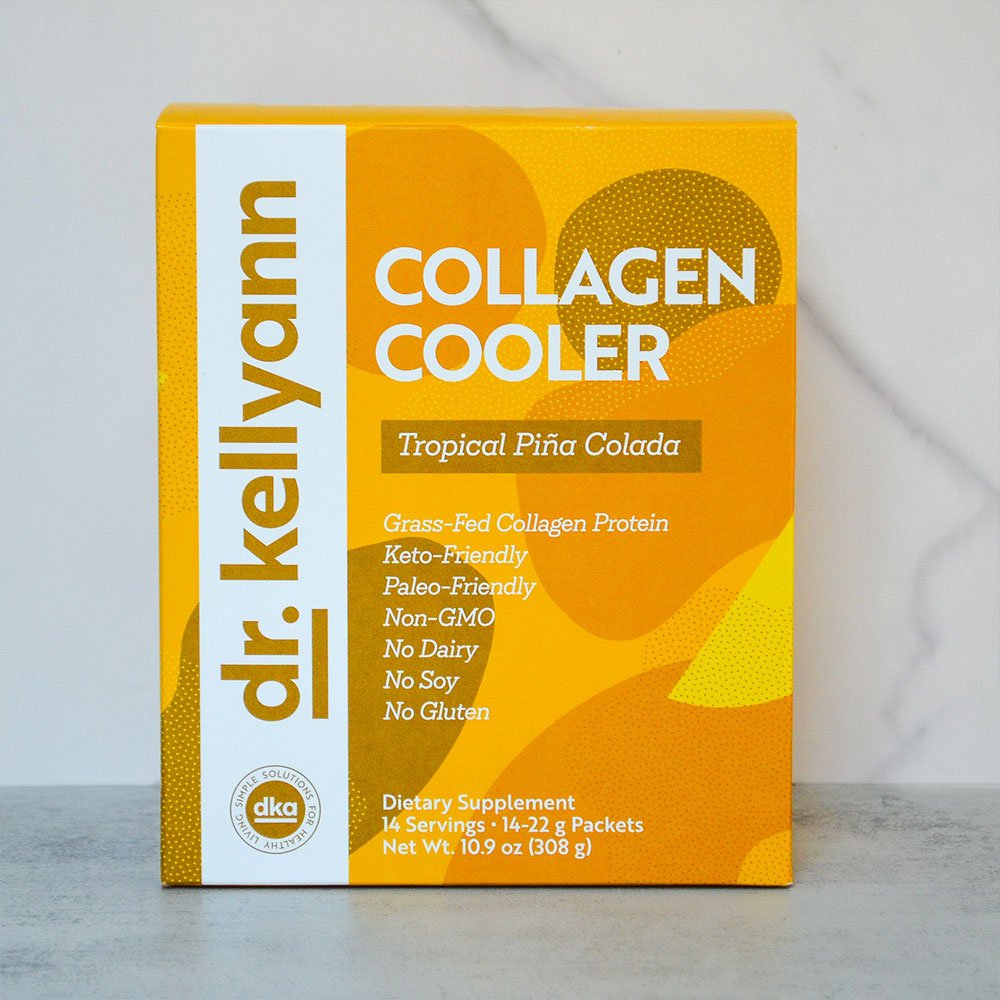 dr. kellyann
COLLAGEN
COOLER
Tropical Piña Colada
Grass-Fed Collagen Protein
Keto-Friendly
Paleo-Friendly
Non-GMO
No Dairy
No Soy
No Gluten
Dietary Supplement
14 Servings • 14-22 g Packets
Net Wt. 10.9 oz (308 g)
SIMPLE SOLUTIONS FOR HEALTHY LIVING
dka